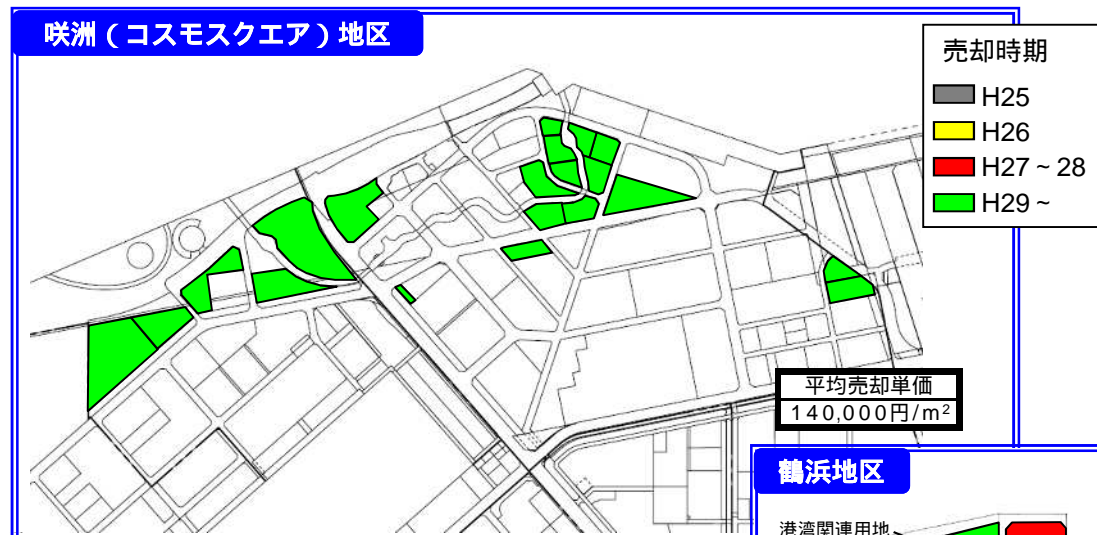 咲洲（コスモスクエア）地区
売却時期
H25
H26
H27～28
H29～
平均売却単価
140,000円/m²
鶴浜地区
港湾関連用地